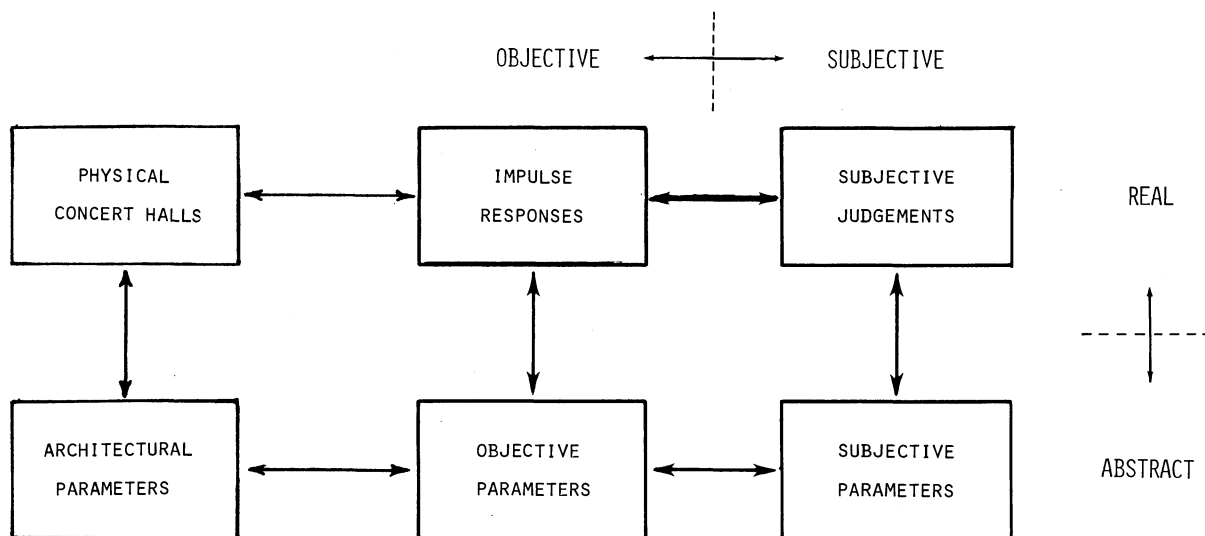 OBJECTIVE SUBJECTIVE
PHYSICAL
CONCERT HALLS
IMPULSE
RESPONSES
SUBJECTIVE
JUDGEMENTS
REAL
ARCHITECTURAL
PARAMETERS
OBJECTIVE
PARAMETERS
SUBJECTIVE
PARAMETERS
ABSTRACT